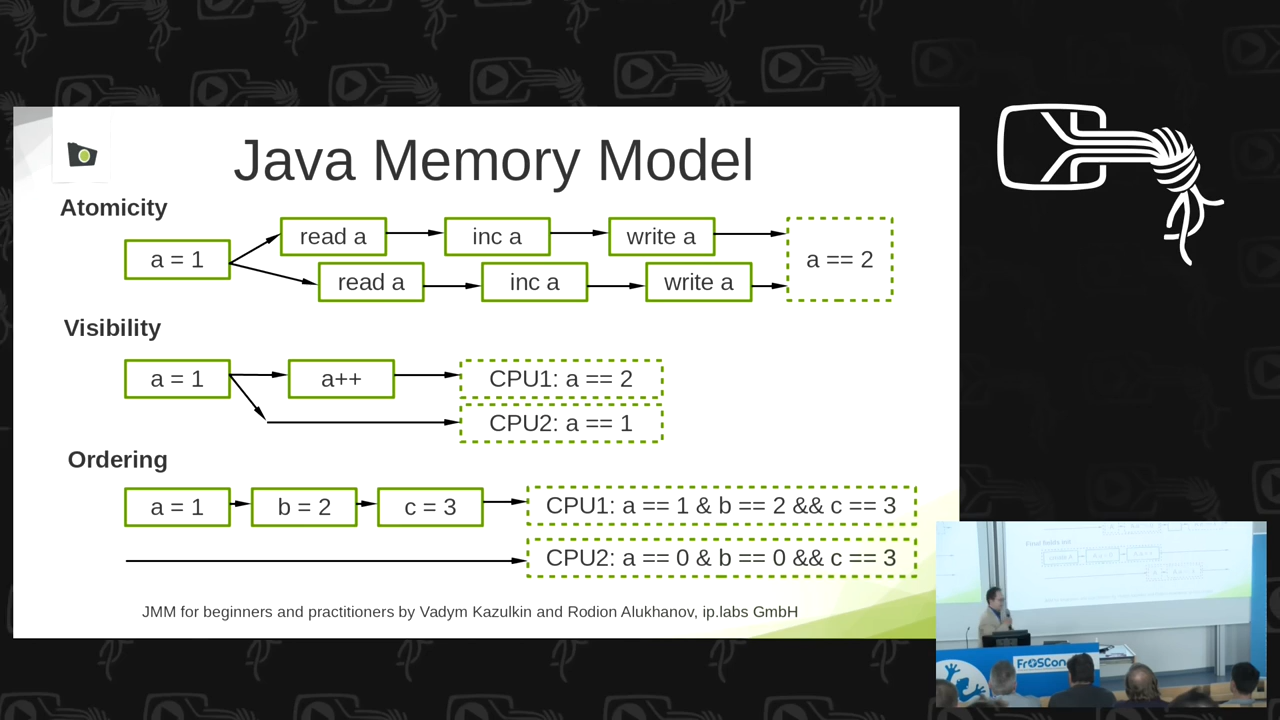 Java Memory Model
Atomicity
a = 1
read a
inc a
write a
read a
inc a
write a
a == 2
Visibility
a = 1
a++
CPU1: a == 2
CPU2: a == 1
Ordering
a = 1
b = 2
c = 3
CPU1: a == 1 & b == 2 && c == 3
CPU2: a == 0 & b == 0 && c == 3
JMM for beginners and practitioners by Vadym Kazulkin and Rodion Alukhanov, ip.labs GmbH
FrOSCon